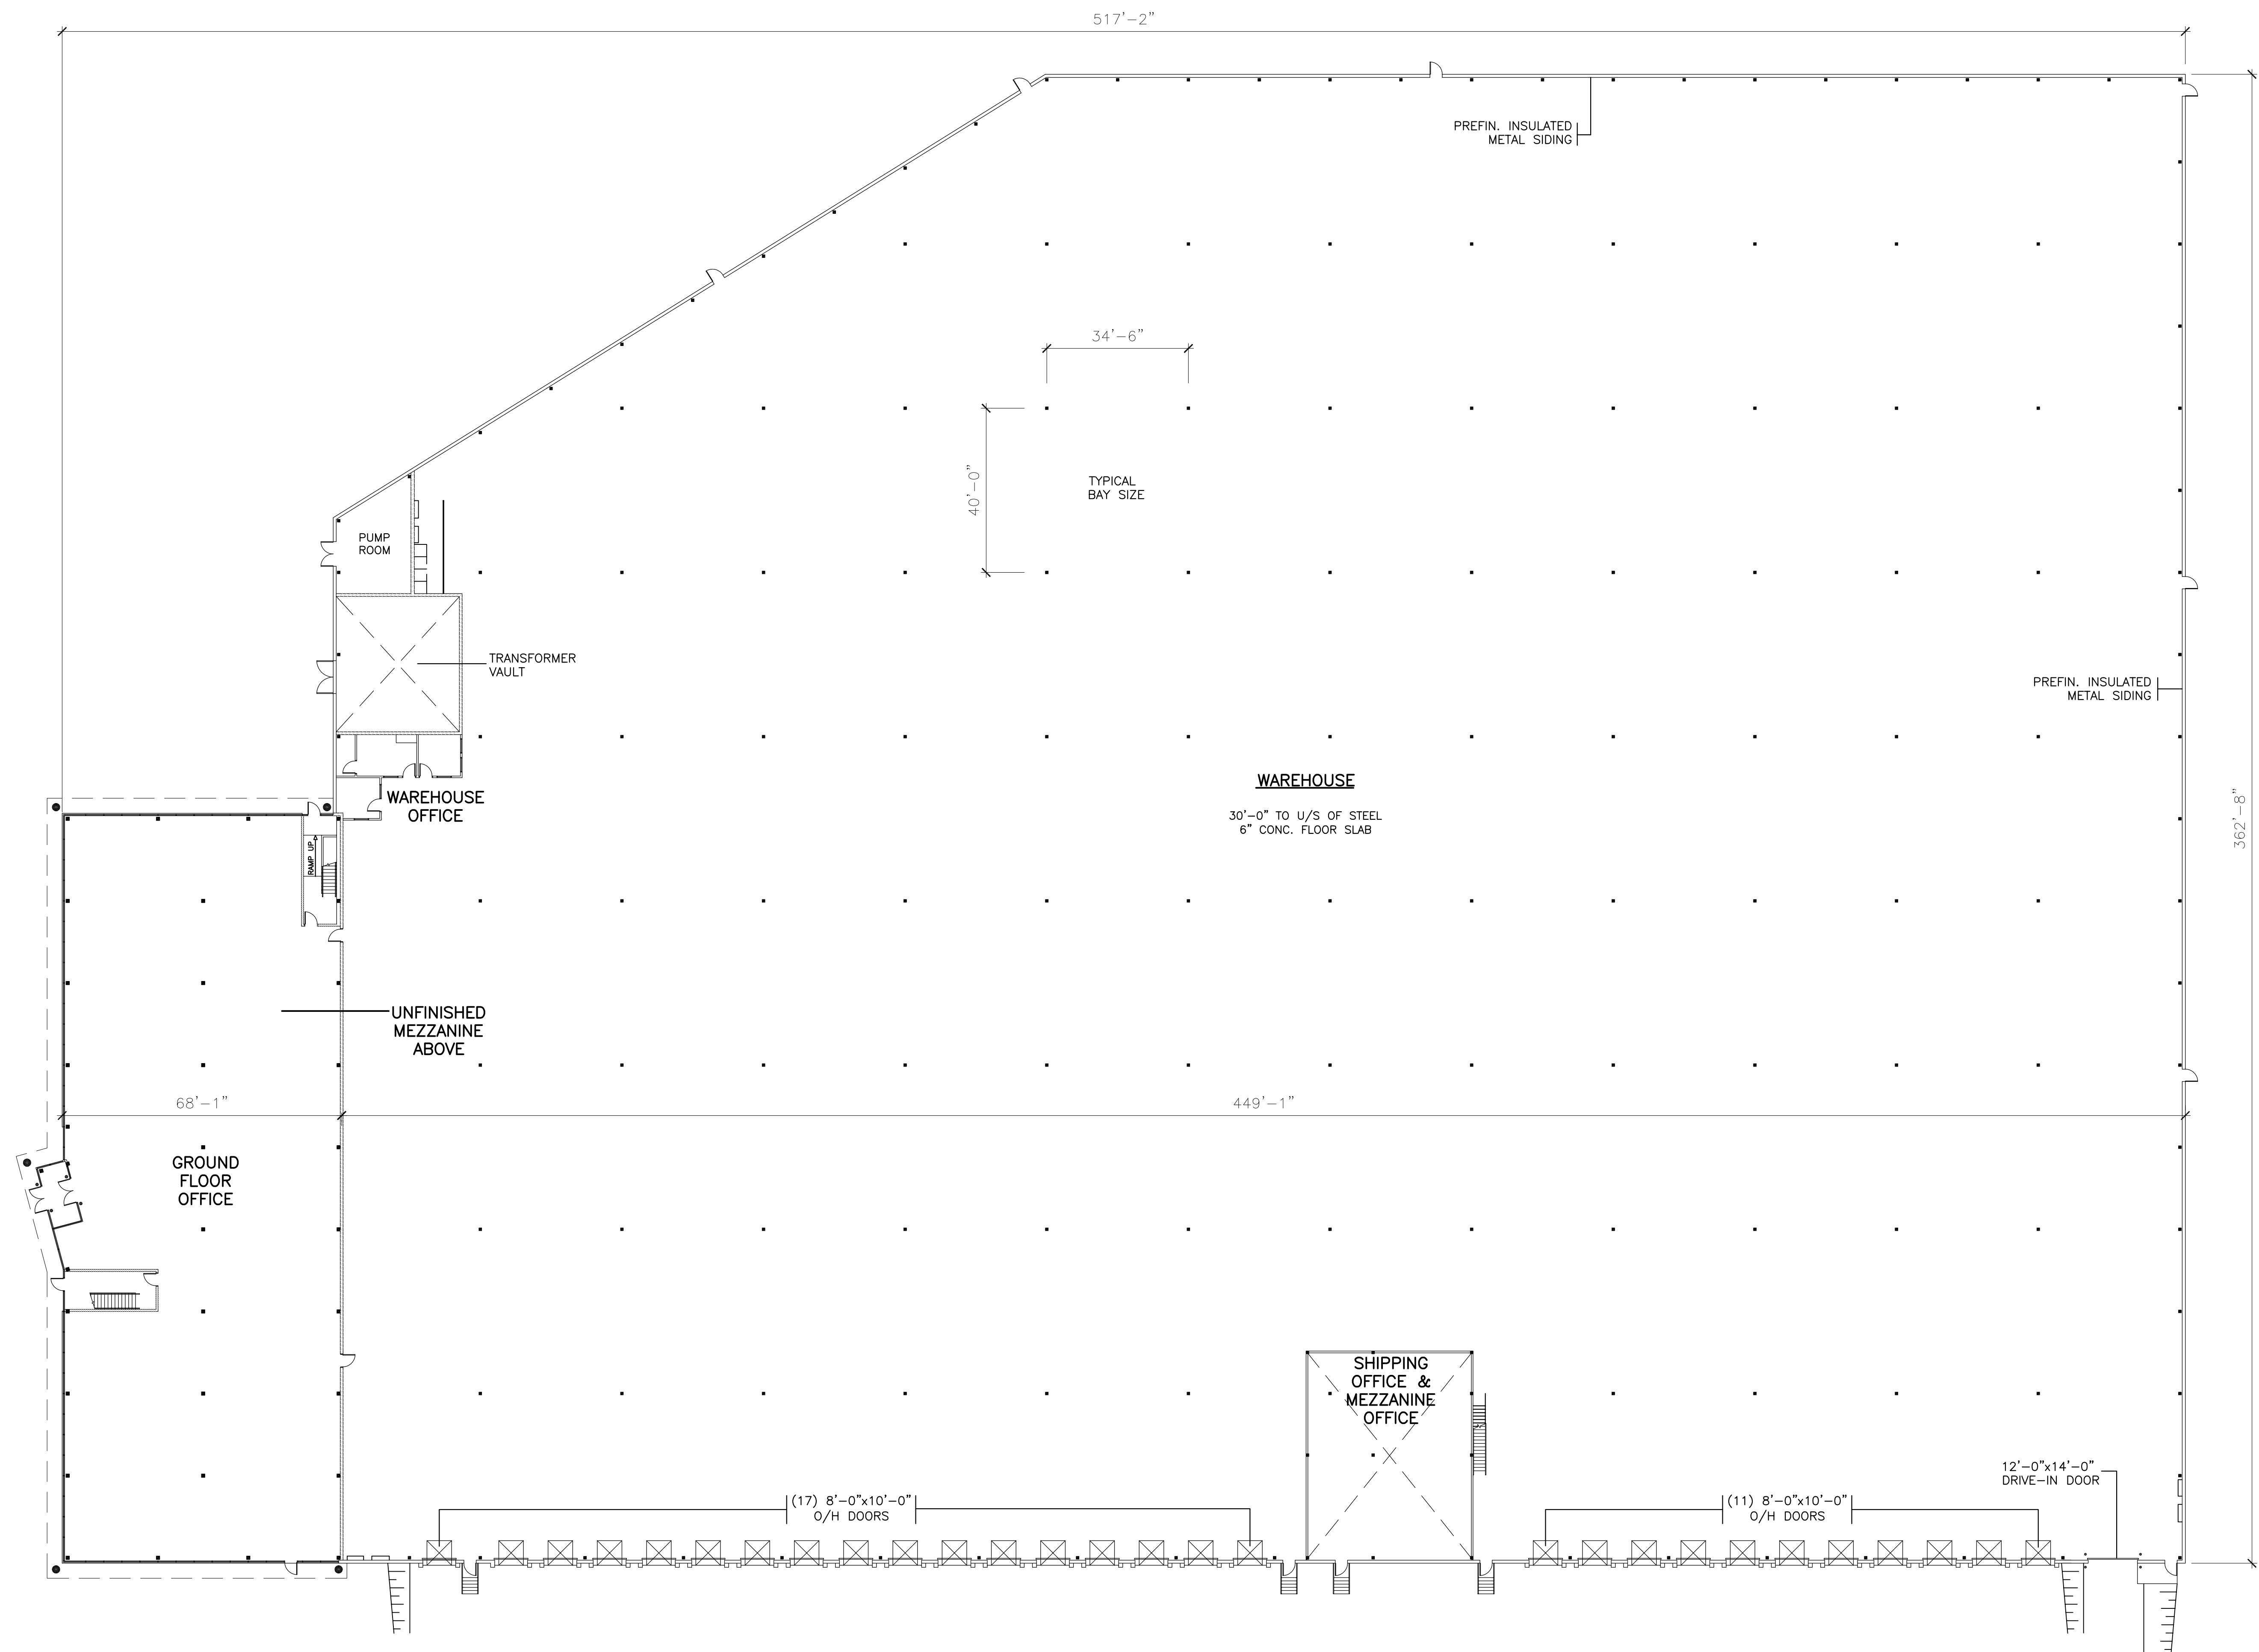 517'-2"
PREFIN. INSULATED
METAL SIDING
34'-6"
40'-0"
TYPICAL
BAY SIZE
PUMP
ROOM
TRANSFORMER
VAULT
PREFIN. INSULATED
METAL SIDING
WAREHOUSE
OFFICE
WAREHOUSE
30'-0" TO U/S OF STEEL
6" CONC. FLOOR SLAB
362'-8"
RAMP UP
UNFINISHED
MEZZANINE
ABOVE
68'-1"
449'-1"
GROUND
FLOOR
OFFICE
SHIPPING
OFFICE &
MEZZANINE
OFFICE
12'-0"x14'-0"
DRIVE-IN DOOR
(17) 8'-0"x10'-0"
O/H DOORS
(11) 8'-0"x10'-0"
O/H DOORS